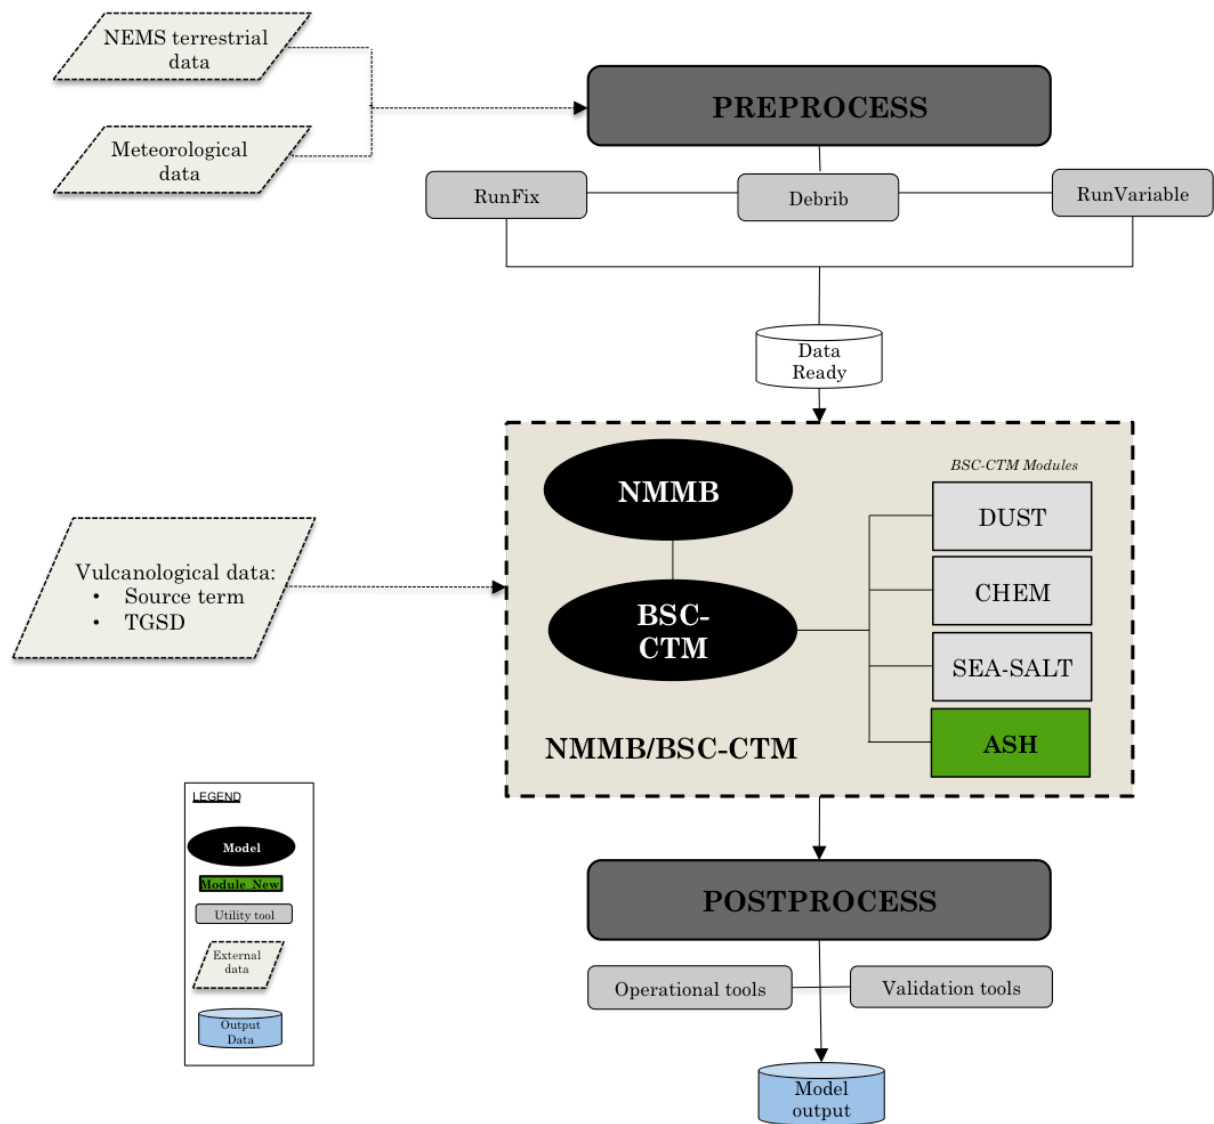 NEMS terrestrial
data
PREPROCESS
Meteorological
data
RunFix
Debrib
RunVariable
Data
Ready
NMMB
BSC-CTM Modules
DUST
Vulcanological data:
• Source term
• TGSD
BSC-
CTM
CHEM
SEA-SALT
ASH
NMMB/BSC-CTM
LEGEND
Model
Module New
Utility tool
External
data
Output
Data
POSTPROCESS
Operational tools
Validation tools
Model
output